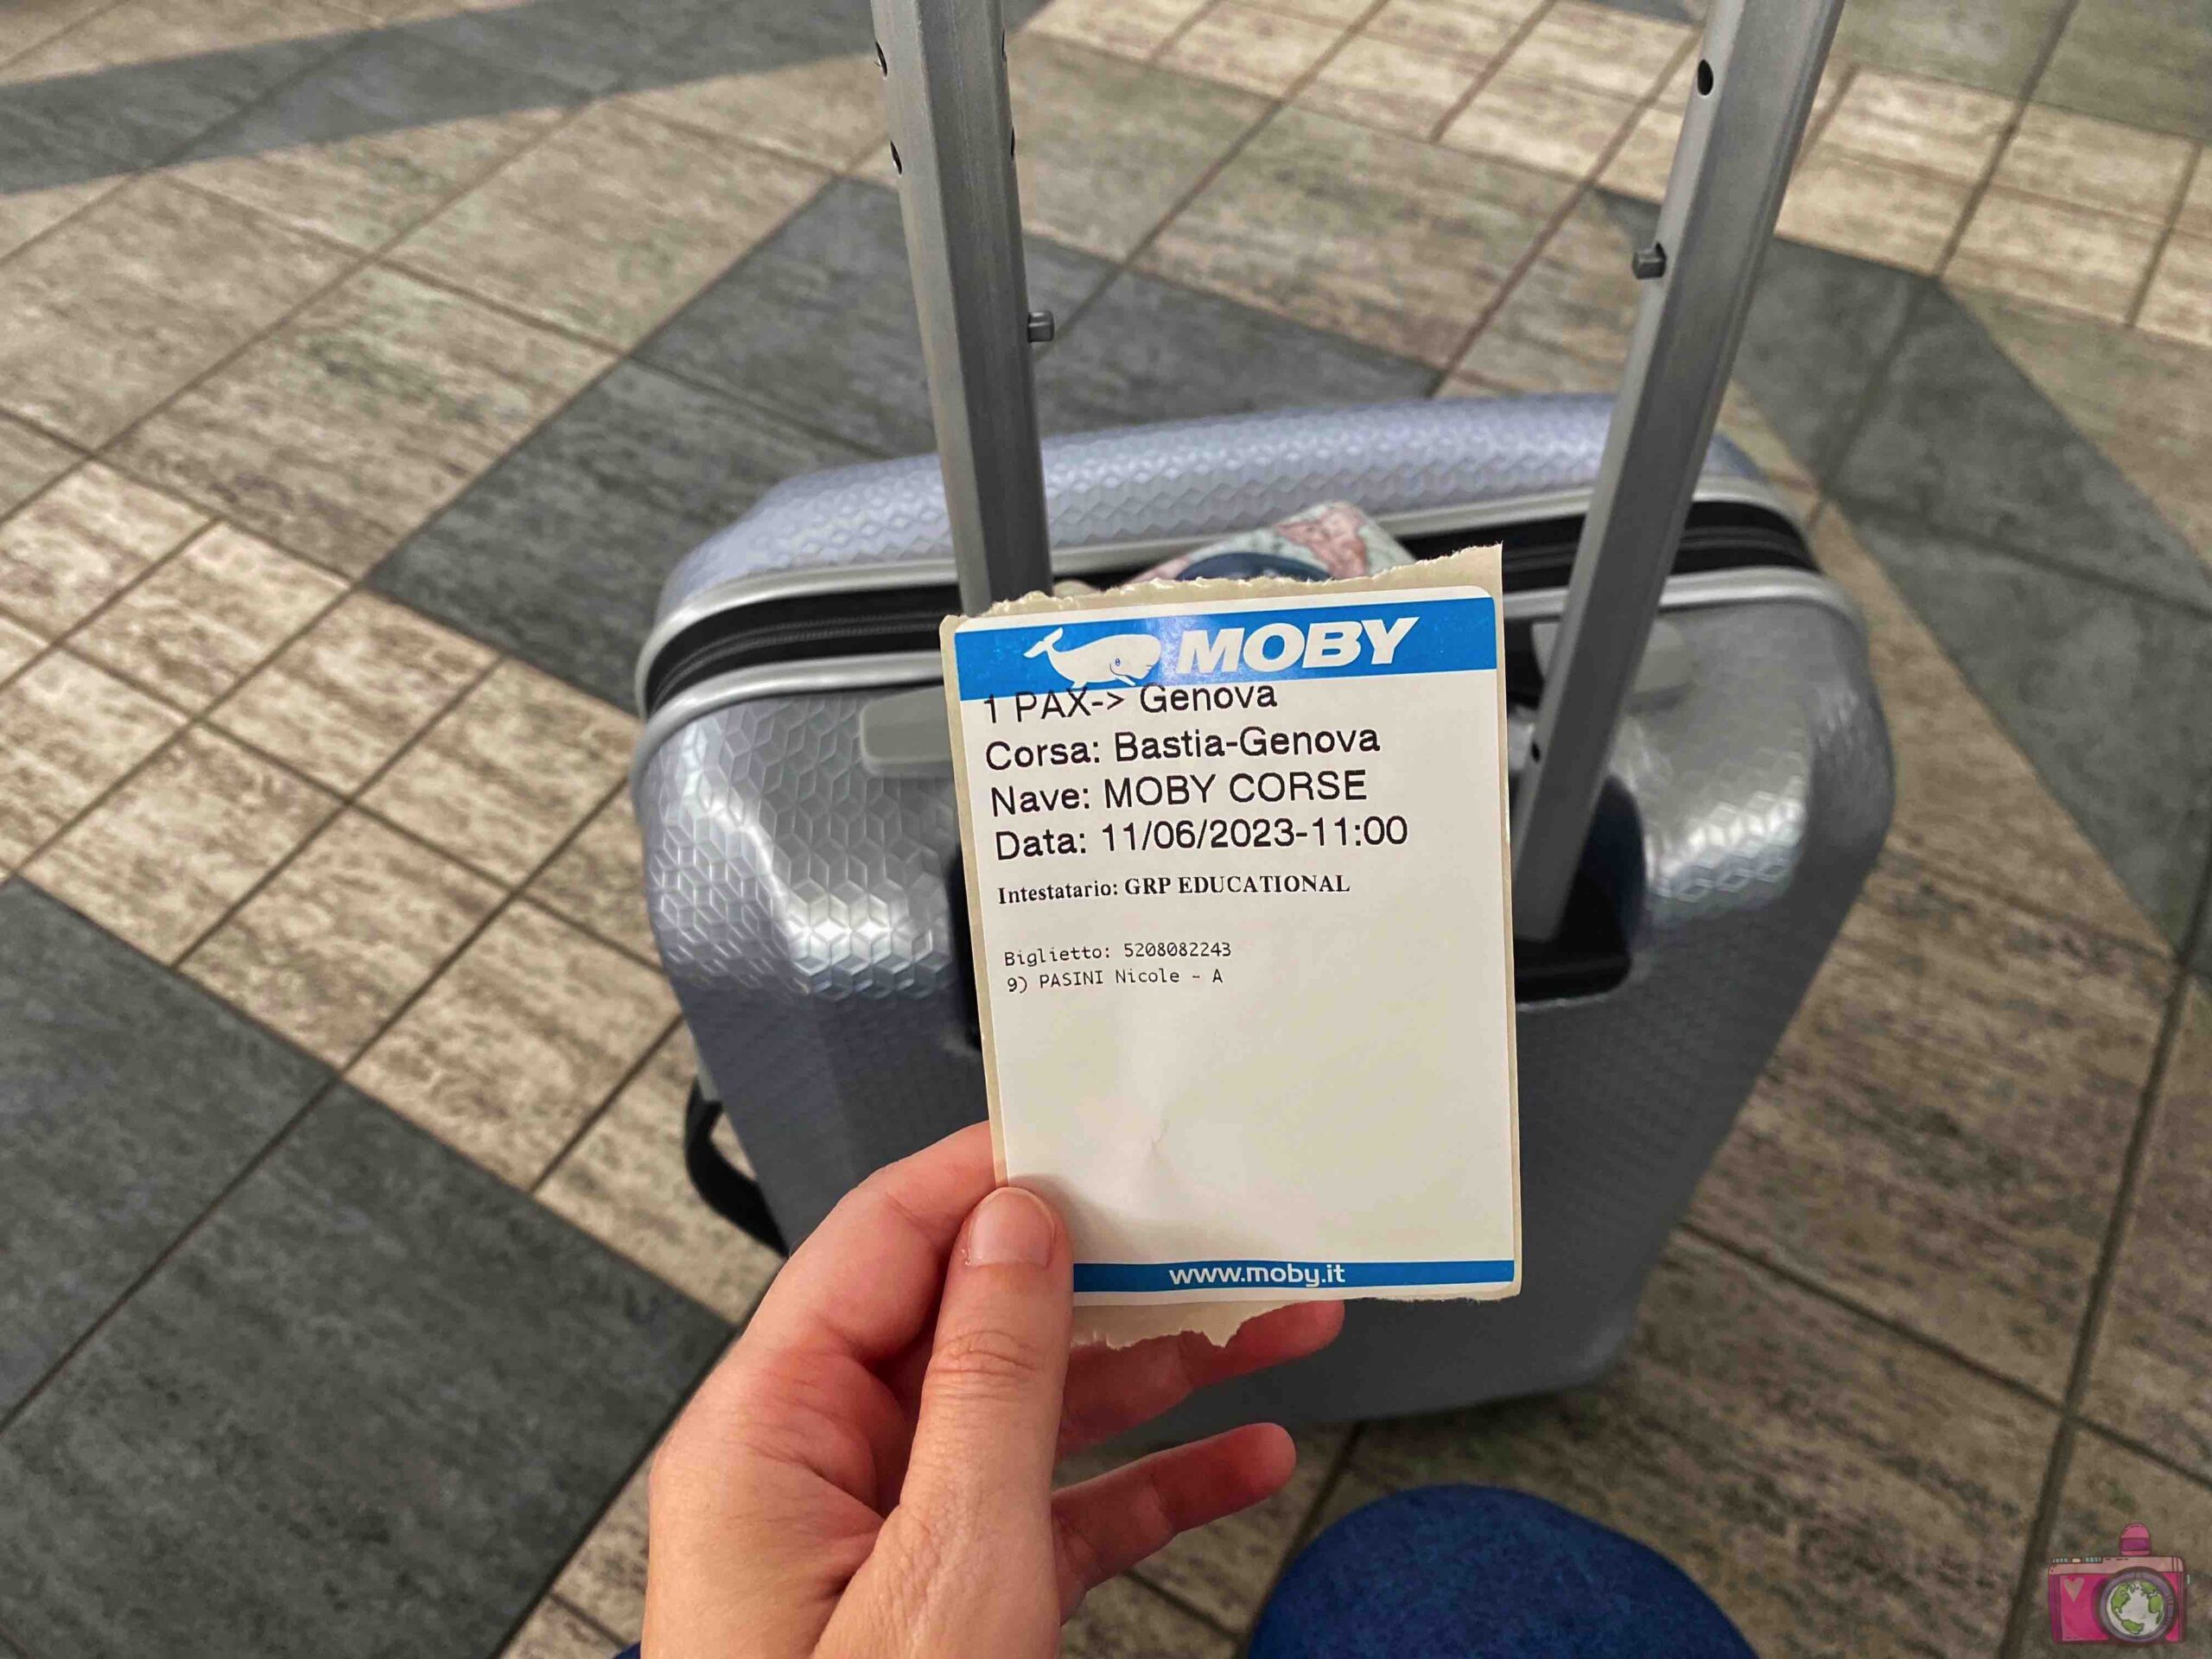 MOBY
1 PAX-> Genova
Corsa: Bastia-Genova
Nave: MOBY CORSE
Data: 11/06/2023-11:00
Intestatario: GRP EDUCATIONAL
Biglietto: 5208082243
9) PASINI Nicole - A
www.moby.it